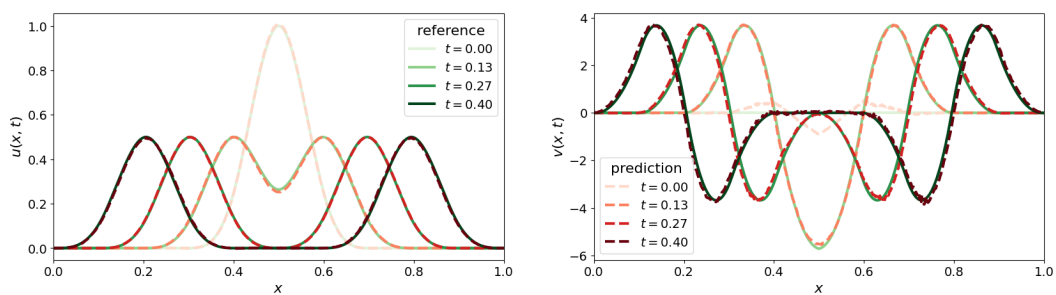 1.0
0.8
0.6
0.4
0.2
0.0
u(x, t)
0.0 0.2 0.4 0.6 0.8 1.0
x
reference
t = 0.00
t = 0.13
t = 0.27
t = 0.40
4
2
0
−2
−4
−6
v(x, t)
0.0 0.2 0.4 0.6 0.8 1.0
x
prediction
t = 0.00
t = 0.13
t = 0.27
t = 0.40